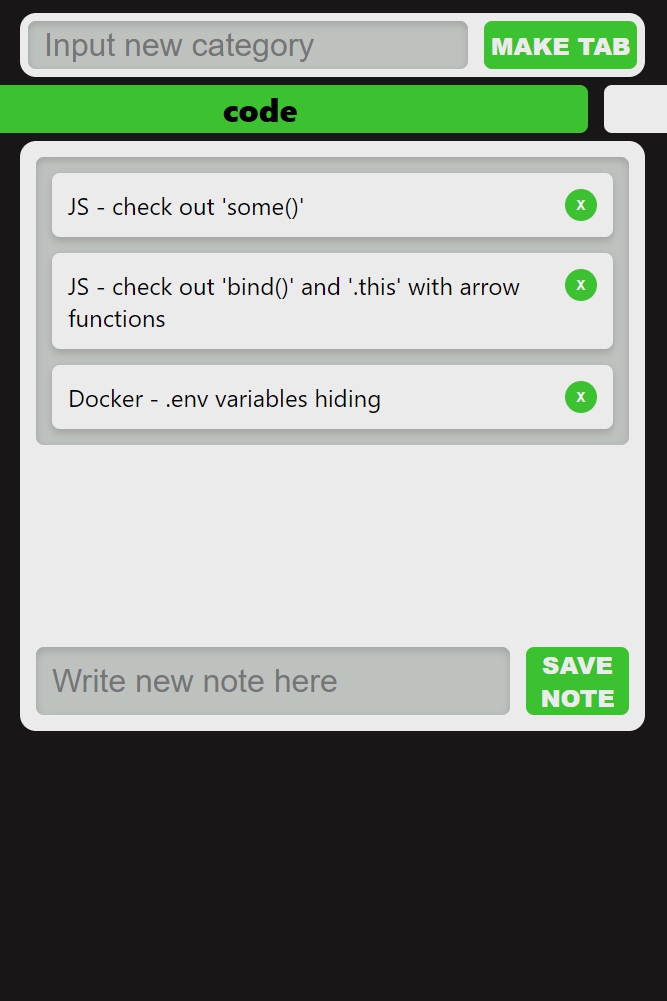 Input new category
MAKE TAB
code
JS - check out 'some()'
X
JS - check out 'bind()' and '.this' with arrow
functions
X
Docker - .env variables hiding
X
Write new note here
SAVE
NOTE